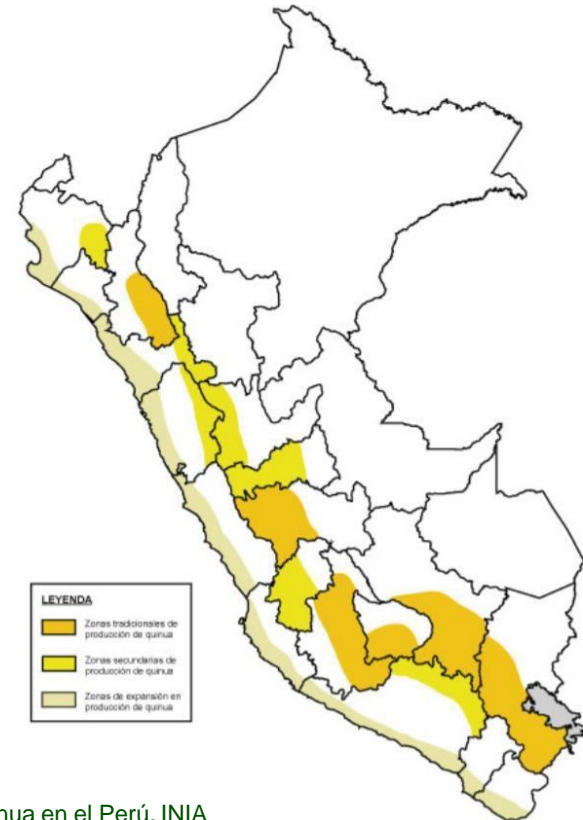 LEYENDA
Zonas tradicionales de
producción de quinua
Zonas secundarias de
producción de quinua
Zonas de expansión en
producción de quinua
nua en el Perú. INIA